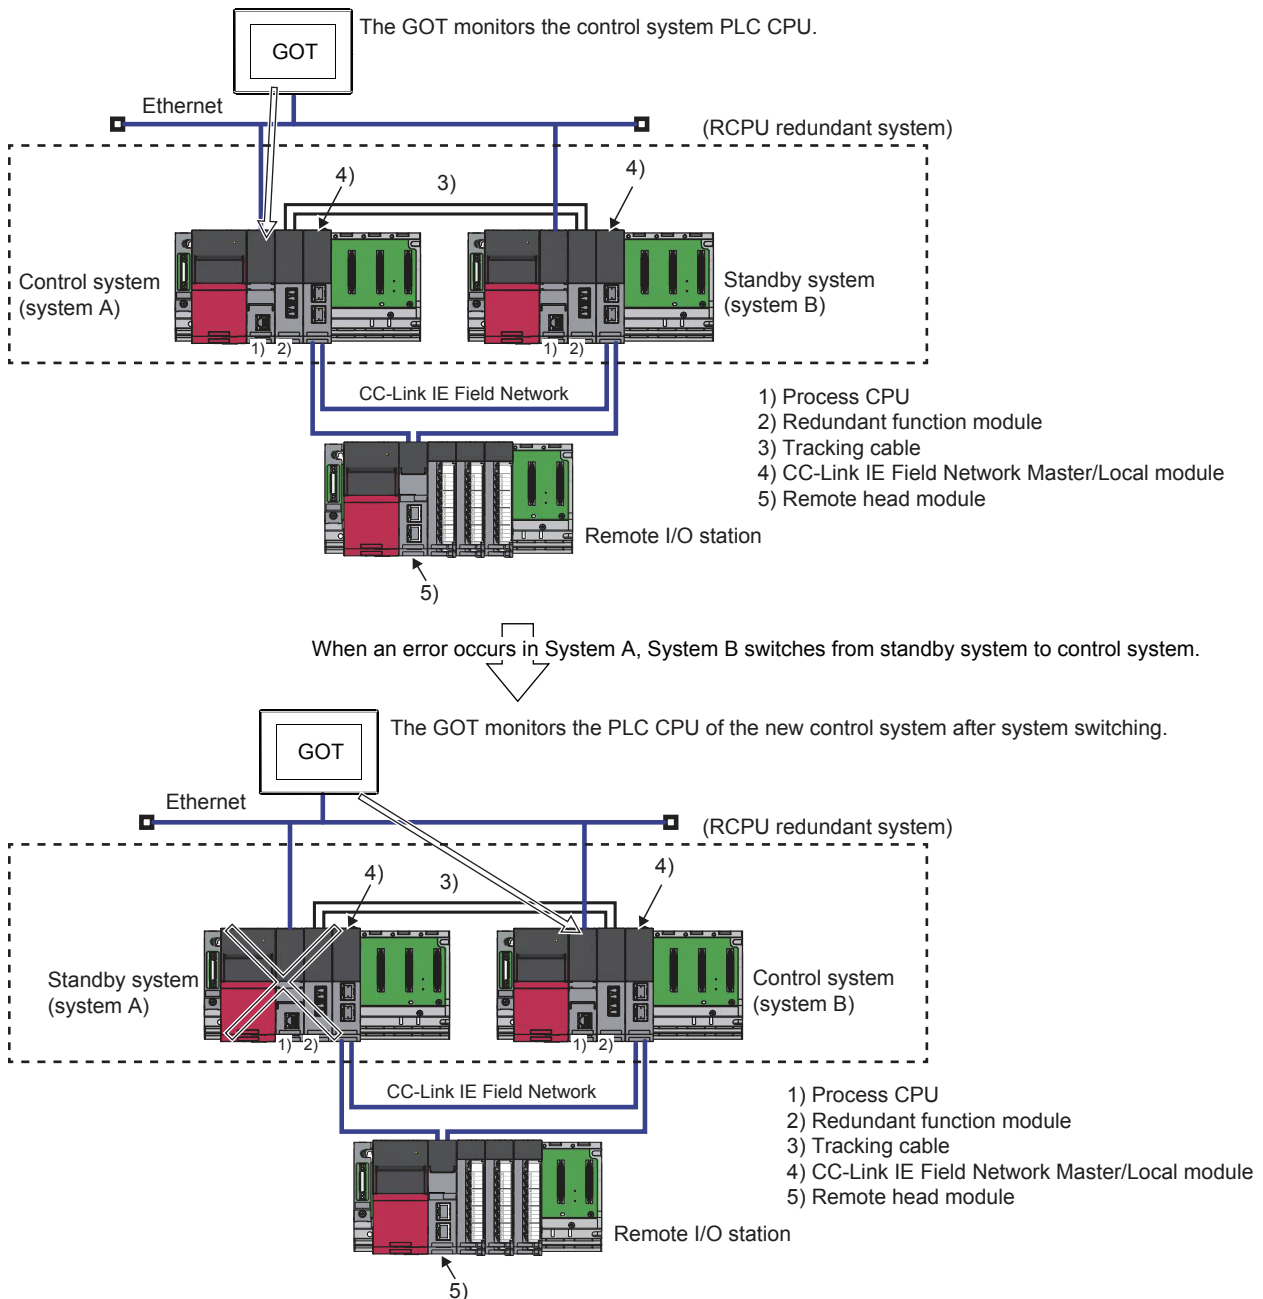 The GOT monitors the control system PLC CPU.
GOT
Ethernet
(RCPU redundant system)
4)
3)
4)
Control system
(system A)
Standby system
(system B)
1) 2)
1) 2)
CC-Link IE Field Network
1) Process CPU
2) Redundant function module
3) Tracking cable
4) CC-Link IE Field Network Master/Local module
5) Remote head module
Remote I/O station
5)
When an error occurs in System A, System B switches from standby system to control system.
The GOT monitors the PLC CPU of the new control system after system switching.
GOT
Ethernet
(RCPU redundant system)
4)
3)
4)
Standby system
(system A)
Control system
(system B)
1) 2)
1) 2)
CC-Link IE Field Network
1) Process CPU
2) Redundant function module
3) Tracking cable
4) CC-Link IE Field Network Master/Local module
5) Remote head module
Remote I/O station
5)